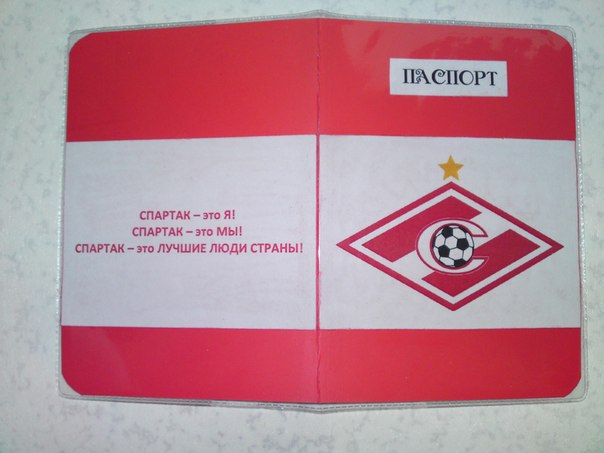 ПАСПОРТ
СПАРТАК – это Я!
СПАРТАК – это МЫ!
СПАРТАК – это ЛУЧШИЕ ЛЮДИ СТРАНЫ!
С